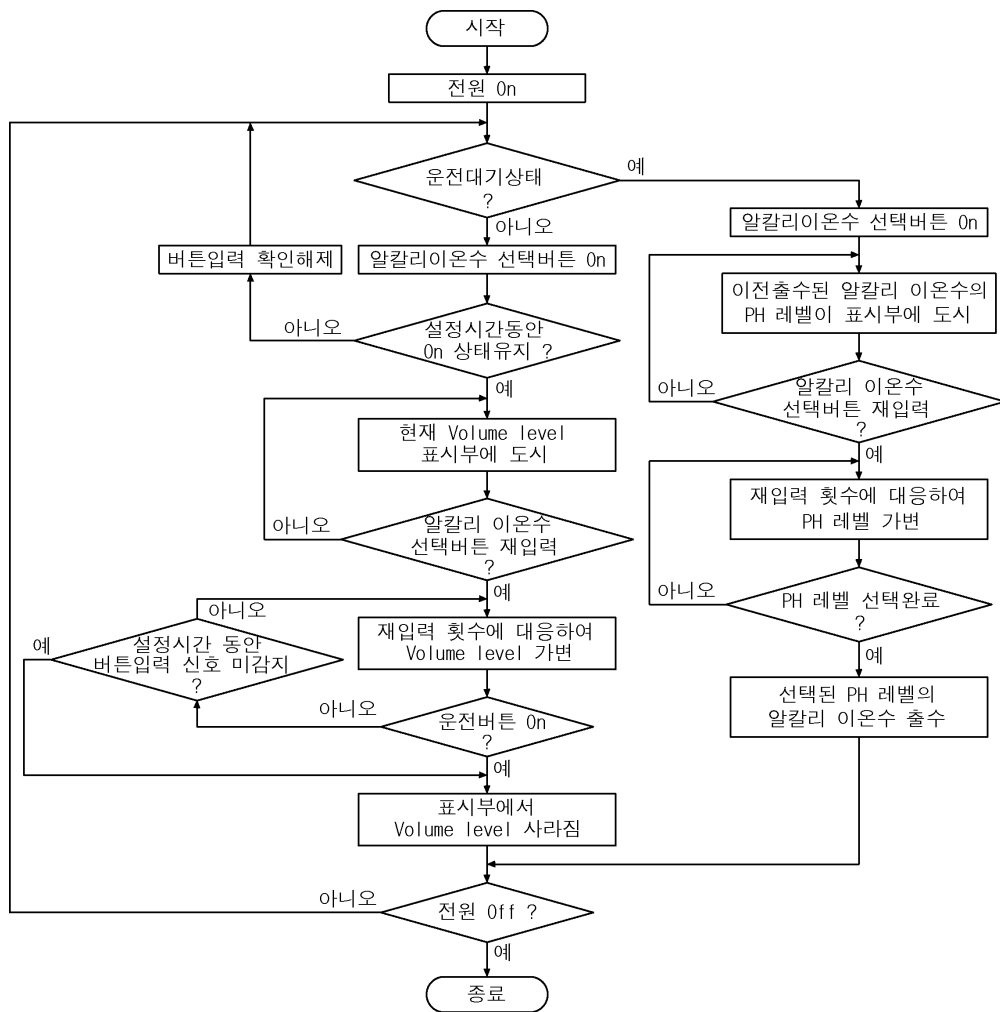 시작
전원 On
운전대기상태
?
예
아니오
알칼리이온수 선택버튼 On
버튼입력 확인해제
알칼리이온수 선택버튼 On
아니오
설정시간동안
On 상태유지 ?
예
이전출수된 알칼리 이온수의
PH 레벨이 표시부에 도시
아니오
알칼리 이온수
선택버튼 재입력
?
예
현재 Volume level
표시부에 도시
아니오
알칼리 이온수
선택버튼 재입력
?
예
재입력 횟수에 대응하여
PH 레벨 가변
아니오
PH 레벨 선택완료
?
예
아니오
예
설정시간 동안
버튼입력 신호 미감지
?
재입력 횟수에 대응하여
Volume level 가변
아니오
운전버튼 On
?
예
선택된 PH 레벨의
알칼리 이온수 출수
표시부에서
Volume level 사라짐
아니오
전원 Off ?
예
종료